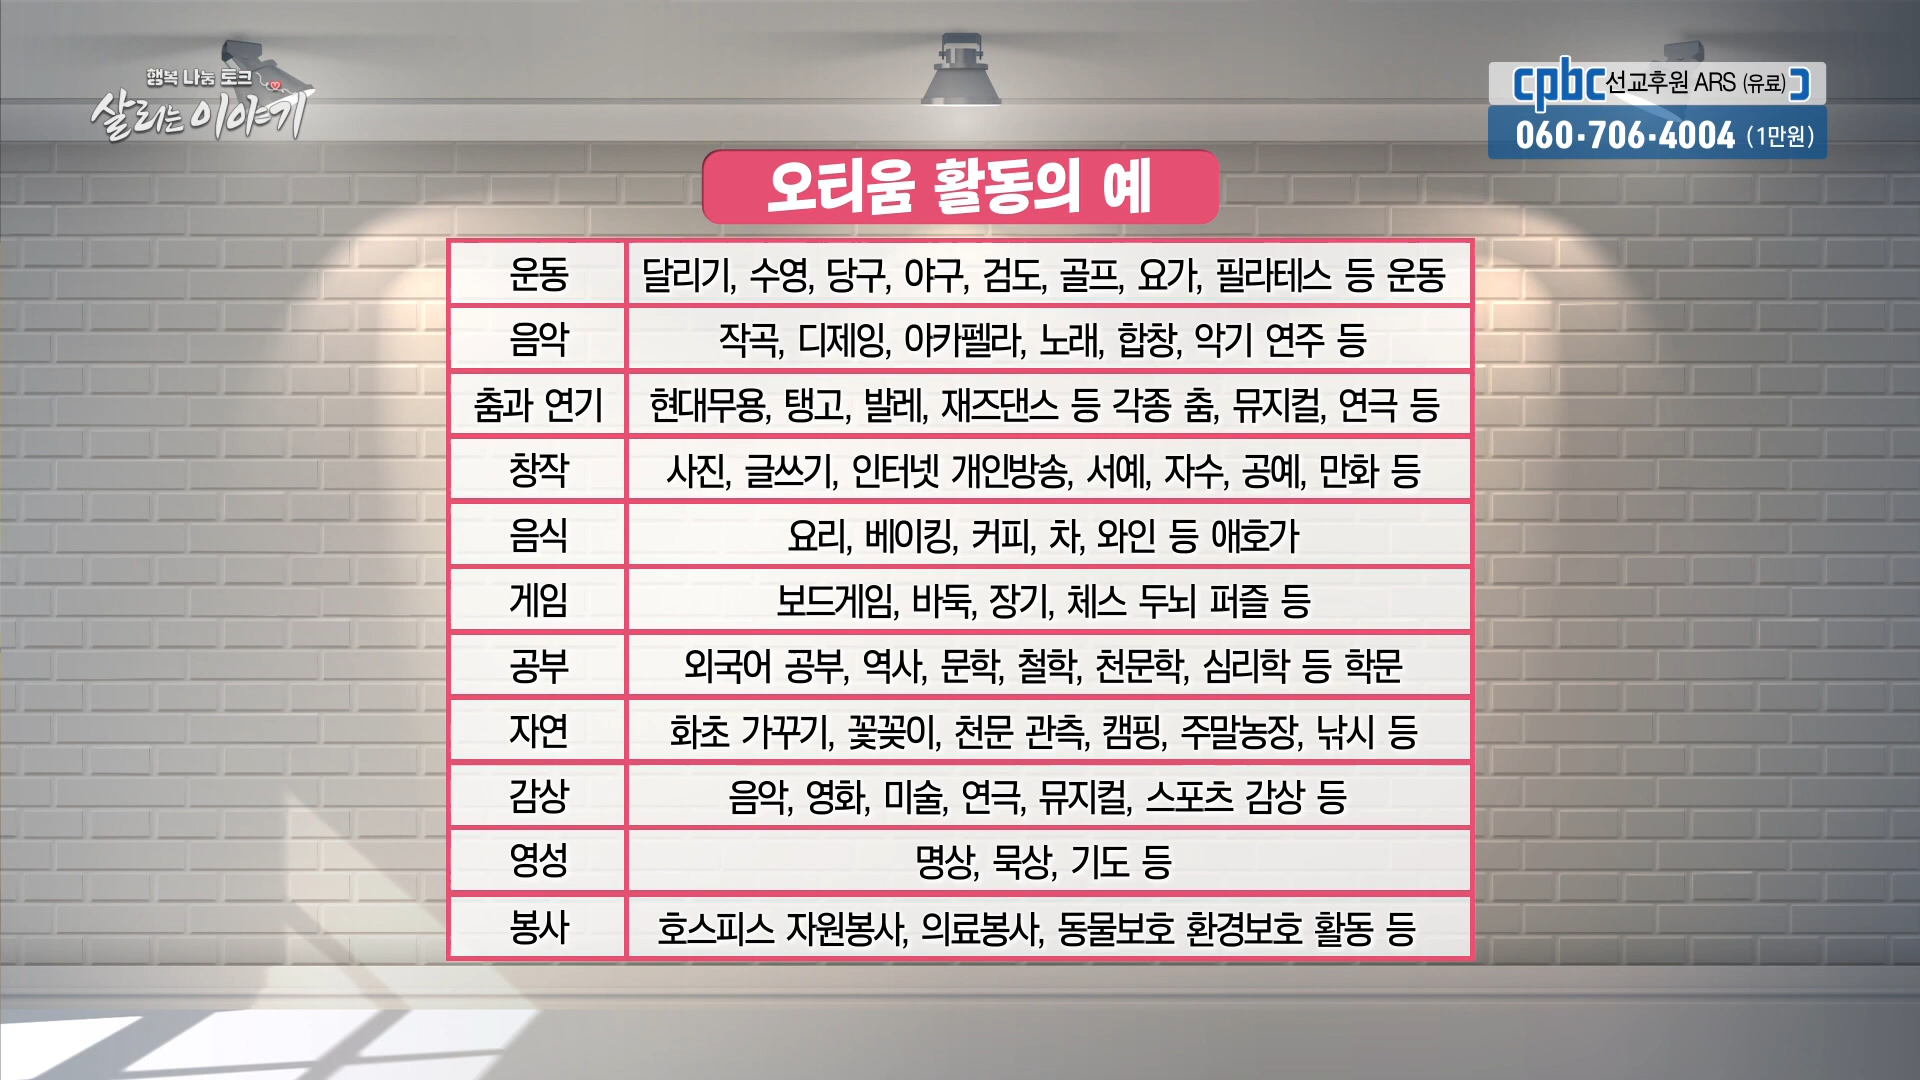 행복 나눔 토크
살리는 이야기
cpbc 선교후원 ARS (유료)
060·706·4004 (1만원)
오티움 활동의 예
운동 달리기, 수영, 당구, 야구, 검도, 골프, 요가, 필라테스 등 운동
음악 작곡, 디제잉, 아카펠라, 노래, 합창, 악기 연주 등
춤과 연기 현대무용, 탱고, 발레, 재즈댄스 등 각종 춤, 뮤지컬, 연극 등
창작 사진, 글쓰기, 인터넷 개인방송, 서예, 자수, 공예, 만화 등
음식 요리, 베이킹, 커피, 차, 와인 등 애호가
게임 보드게임, 바둑, 장기, 체스 두뇌 퍼즐 등
공부 외국어 공부, 역사, 문학, 철학, 천문학, 심리학 등 학문
자연 화초 가꾸기, 꽃꽂이, 천문 관측, 캠핑, 주말농장, 낚시 등
감상 음악, 영화, 미술, 연극, 뮤지컬, 스포츠 감상 등
영성 명상, 묵상, 기도 등
봉사 호스피스 자원봉사, 의료봉사, 동물보호 환경보호 활동 등